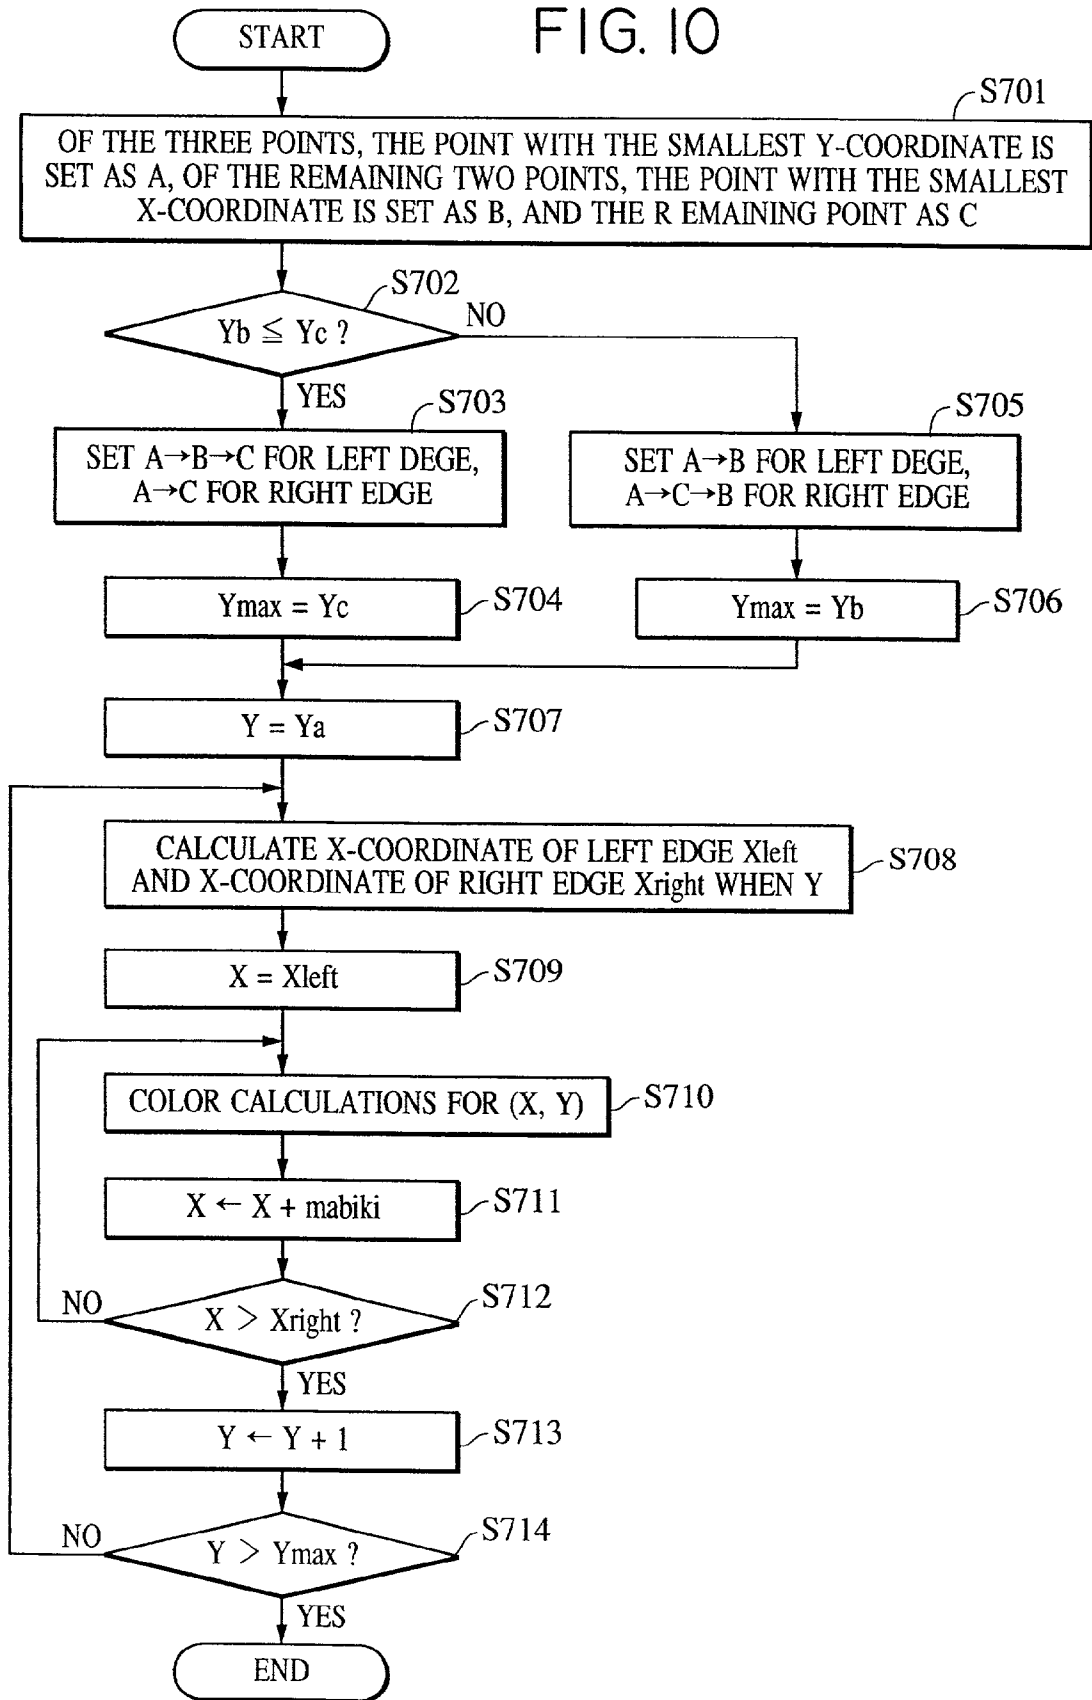 FIG. 10
START
S701
OF THE THREE POINTS, THE POINT WITH THE SMALLEST Y-COORDINATE IS
SET AS A, OF THE REMAINING TWO POINTS, THE POINT WITH THE SMALLEST
X-COORDINATE IS SET AS B, AND THE R EMAINING POINT AS C
S702
Yb ≦ Yc ?
NO
YES
S703
SET A→B→C FOR LEFT DEGE,
A→C FOR RIGHT EDGE
S705
SET A→B FOR LEFT DEGE,
A→C→B FOR RIGHT EDGE
Ymax = Yc
S704
Ymax = Yb
S706
Y = Ya
S707
CALCULATE X-COORDINATE OF LEFT EDGE Xleft
AND X-COORDINATE OF RIGHT EDGE Xright WHEN Y
S708
X = Xleft
S709
COLOR CALCULATIONS FOR (X, Y)
S710
X ← X + mabiki
S711
X > Xright ?
S712
NO
YES
Y ← Y + 1
S713
Y > Ymax ?
S714
NO
YES
END